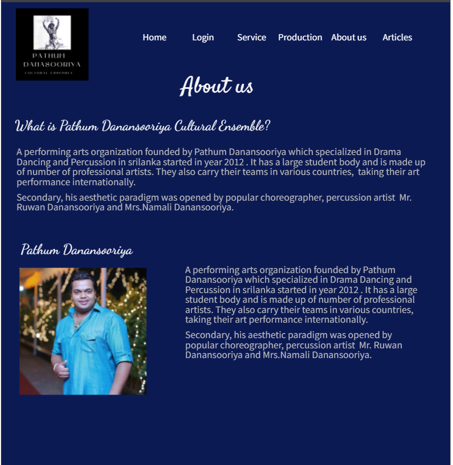 PATHUM
DANASOORIYA
CULTURAL ENSEMBLE
Home Login Service Production About us Articles
About us
What is Pathum Danansooriya Cultural Ensemble?
A performing arts organization founded by Pathum Danansooriya which specialized in Drama
Dancing and Percussion in srilanka started in year 2012 . It has a large student body and is made up
of number of professional artists. They also carry their teams in various countries, taking their art
performance internationally.
Secondary, his aesthetic paradigm was opened by popular choreographer, percussion artist Mr.
Ruwan Danansooriya and Mrs.Namali Danansooriya.
Pathum Danansooriya
A performing arts organization founded by Pathum
Danansooriya which specialized in Drama Dancing and
Percussion in srilanka started in year 2012 . It has a large
student body and is made up of number of professional
artists. They also carry their teams in various countries,
taking their art performance internationally.
Secondary, his aesthetic paradigm was opened by
popular choreographer, percussion artist Mr. Ruwan
Danansooriya and Mrs.Namali Danansooriya.